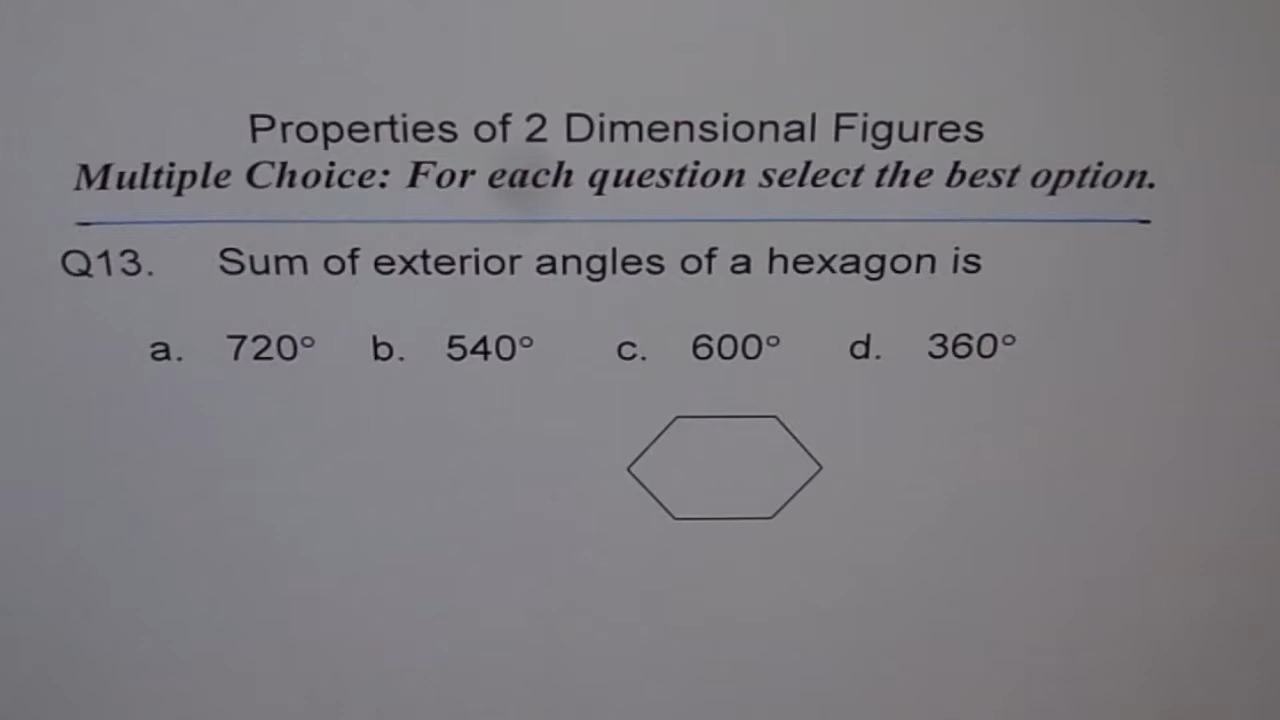 Properties of 2 Dimensional Figures
Multiple Choice: For each question select the best option.
Q13. Sum of exterior angles of a hexagon is
a. 720° b. 540° c. 600° d. 360°